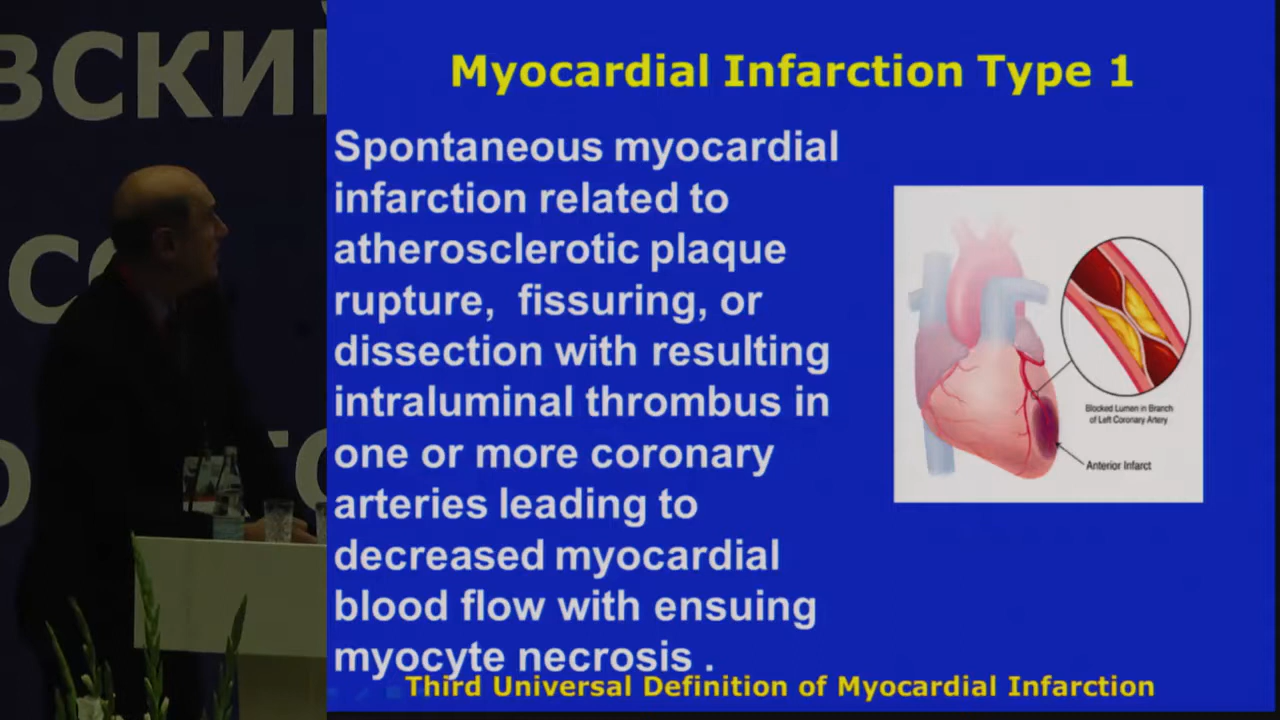 ВСКИЙ
Myocardial Infarction Type 1
Spontaneous myocardial
infarction related to
atherosclerotic plaque
rupture, fissuring, or
dissection with resulting
intraluminal thrombus in
one or more coronary
arteries leading to
decreased myocardial
blood flow with ensuing
myocyte necrosis .
Blocked Lumen in Branch
of Left Coronary Artery
Anterior Infarct
Third Universal Definition of Myocardial Infarction